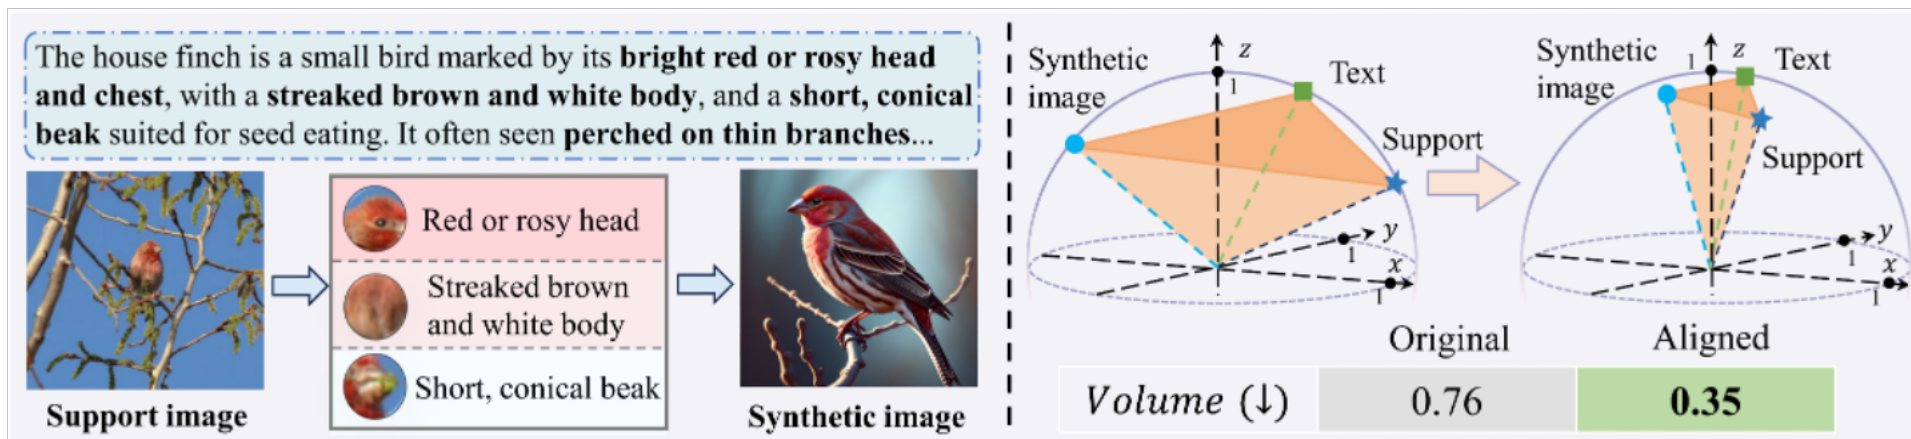 The house finch is a small bird marked by its bright red or rosy head
and chest, with a streaked brown and white body, and a short, conical
beak suited for seed eating. It often seen perched on thin branches...
Support image
Red or rosy head
Streaked brown
and white body
Short, conical beak
Synthetic image
Synthetic
image
z
1
Text
Support
y
1
x
1
Synthetic
image
z
1
Text
Support
y
1
x
1
Original Aligned
Volume (↓) 0.76 0.35